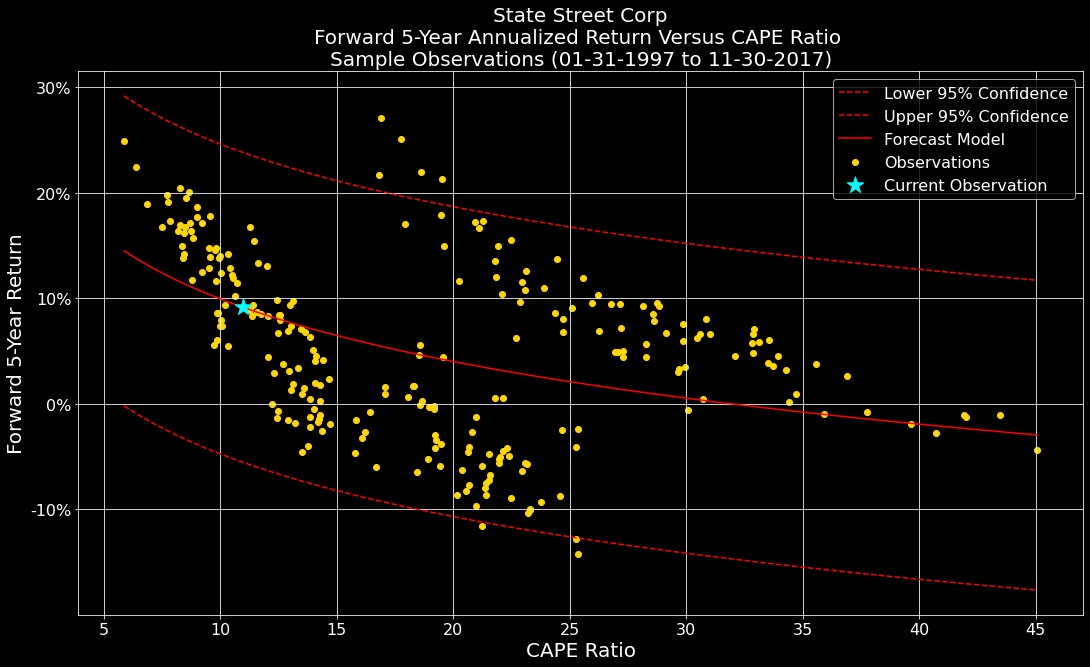 State Street Corp
Forward 5-Year Annualized Return Versus CAPE Ratio
Sample Observations (01-31-1997 to 11-30-2017)
Lower 95% Confidence
Upper 95% Confidence
Forecast Model
Observations
Current Observation
30%
20%
10%
0%
-10%
Forward 5-Year Return
5 10 15 20 25 30 35 40 45
CAPE Ratio